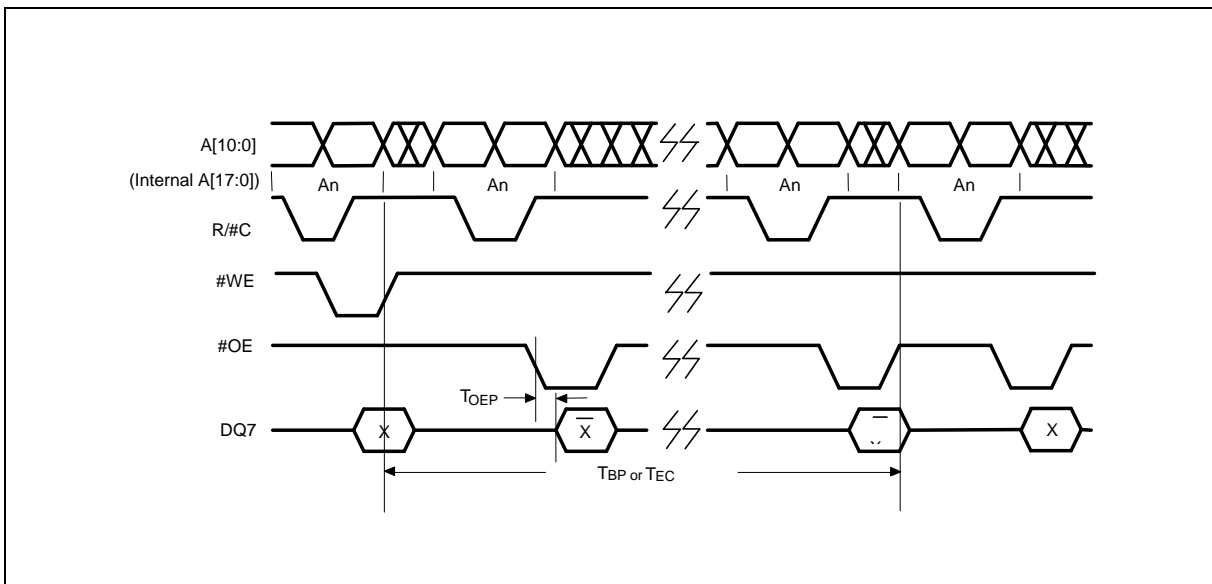 A[10:0]
(Internal A[17:0])
An An An An
R/#C
#WE
#OE
TOEP
DQ7
X X X
TBP or TEC